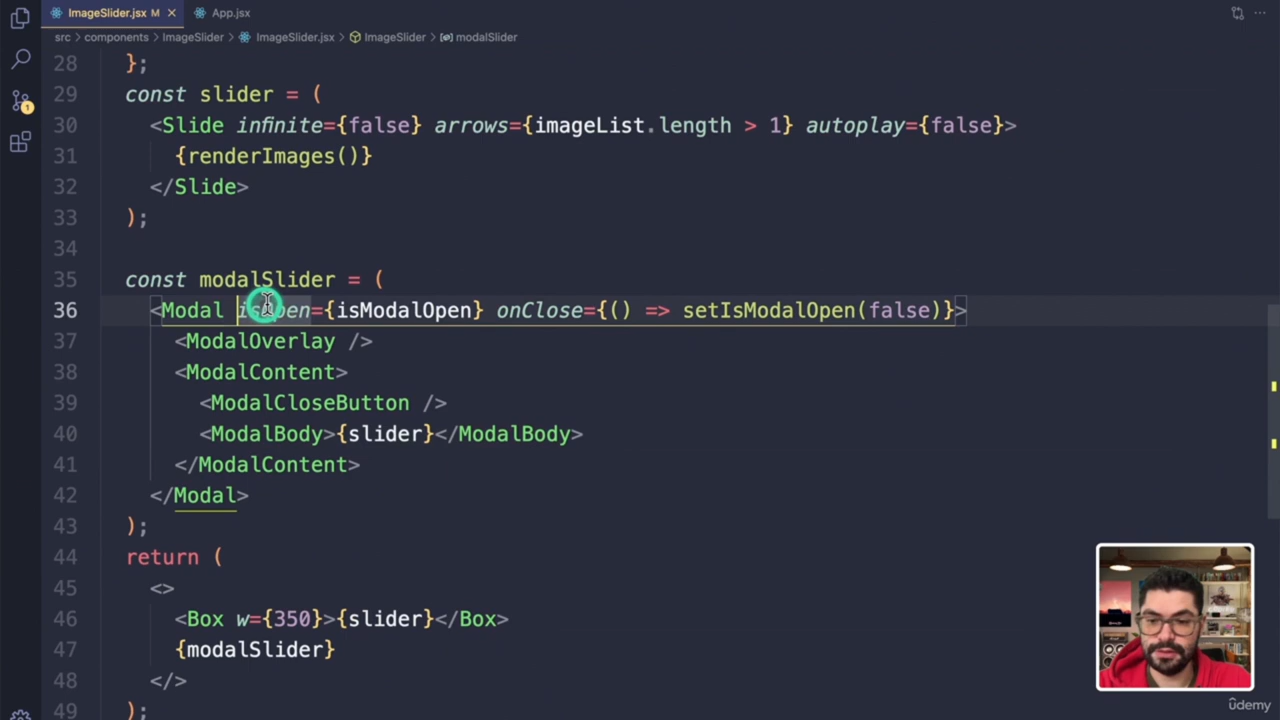 ImageSlider.jsx M
App.jsx
src > components > ImageSlider > ImageSlider.jsx > ImageSlider > modalSlider
28 };
29 const slider = (
30 <Slide infinite={false} arrows={imageList.length > 1} autoplay={false}>
31 {renderImages()}
32 </Slide>
33 );
34
35 const modalSlider = (
36 <Modal isOpen={isModalOpen} onClose={() => setIsModalOpen(false)}>
37 <ModalOverlay />
38 <ModalContent>
39 <ModalCloseButton />
40 <ModalBody>{slider}</ModalBody>
41 </ModalContent>
42 </Modal>
43 );
44 return (
45 <>
46 <Box w={350}>{slider}</Box>
47 {modalSlider}
48 </>
49 );
1
ûdemy